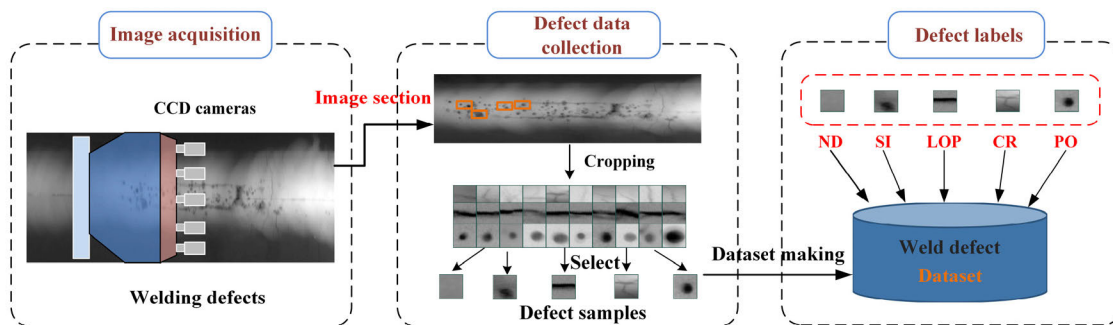 Image acquisition
CCD cameras
Welding defects
Image section
Defect data
collection
Cropping
Select
Defect samples
Dataset making
Defect labels
ND SI LOP CR PO
Weld defect
Dataset